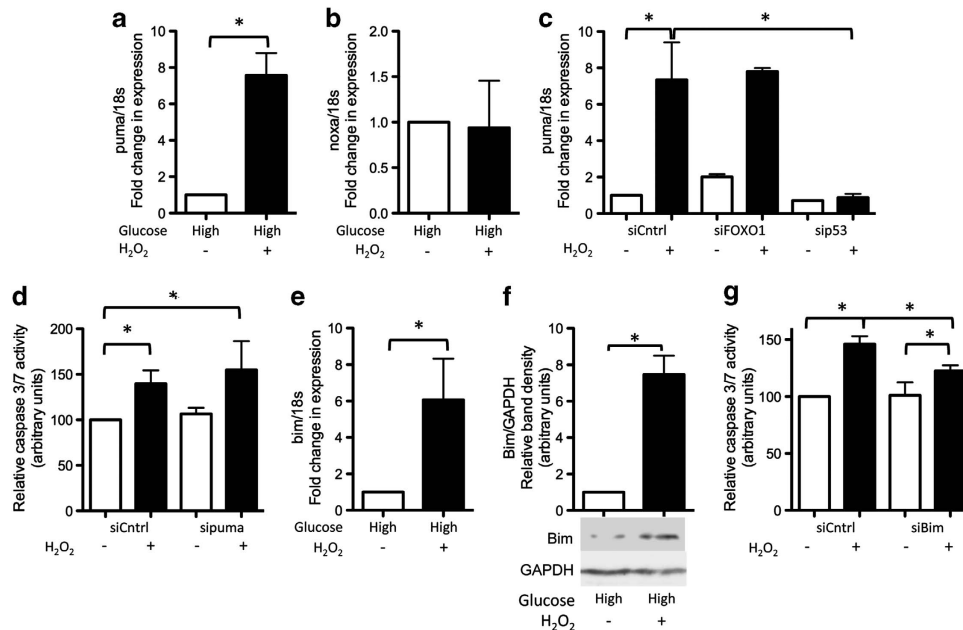 a
puma/18s
Fold change in expression
10
8
6
4
2
0
*
Glucose High High
H2O2 - +
b
noxa/18s
Fold change in expression
2.0
1.5
1.0
0.5
0.0
High High
- +
c
puma/18s
Fold change in expression
10
8
6
4
2
0
* *
siCntrl siFOXO1 sip53
H2O2 - + - + - +
d
Relative caspase 3/7 activity
(arbitrary units)
200
150
100
50
0
*
*
siCntrl sipuma
H2O2 - + - +
e
bim/18s
Fold change in expression
10
8
6
4
2
0
*
Glucose High High
H2O2 - +
f
Bim/GAPDH
Relative band density
(arbitrary units)
10
8
6
4
2
0
*
Bim
GAPDH
Glucose High High
H2O2 - +
g
Relative caspase 3/7 activity
(arbitrary units)
150
100
50
0
* *
*
siCntrl siBim
H2O2 - + - +